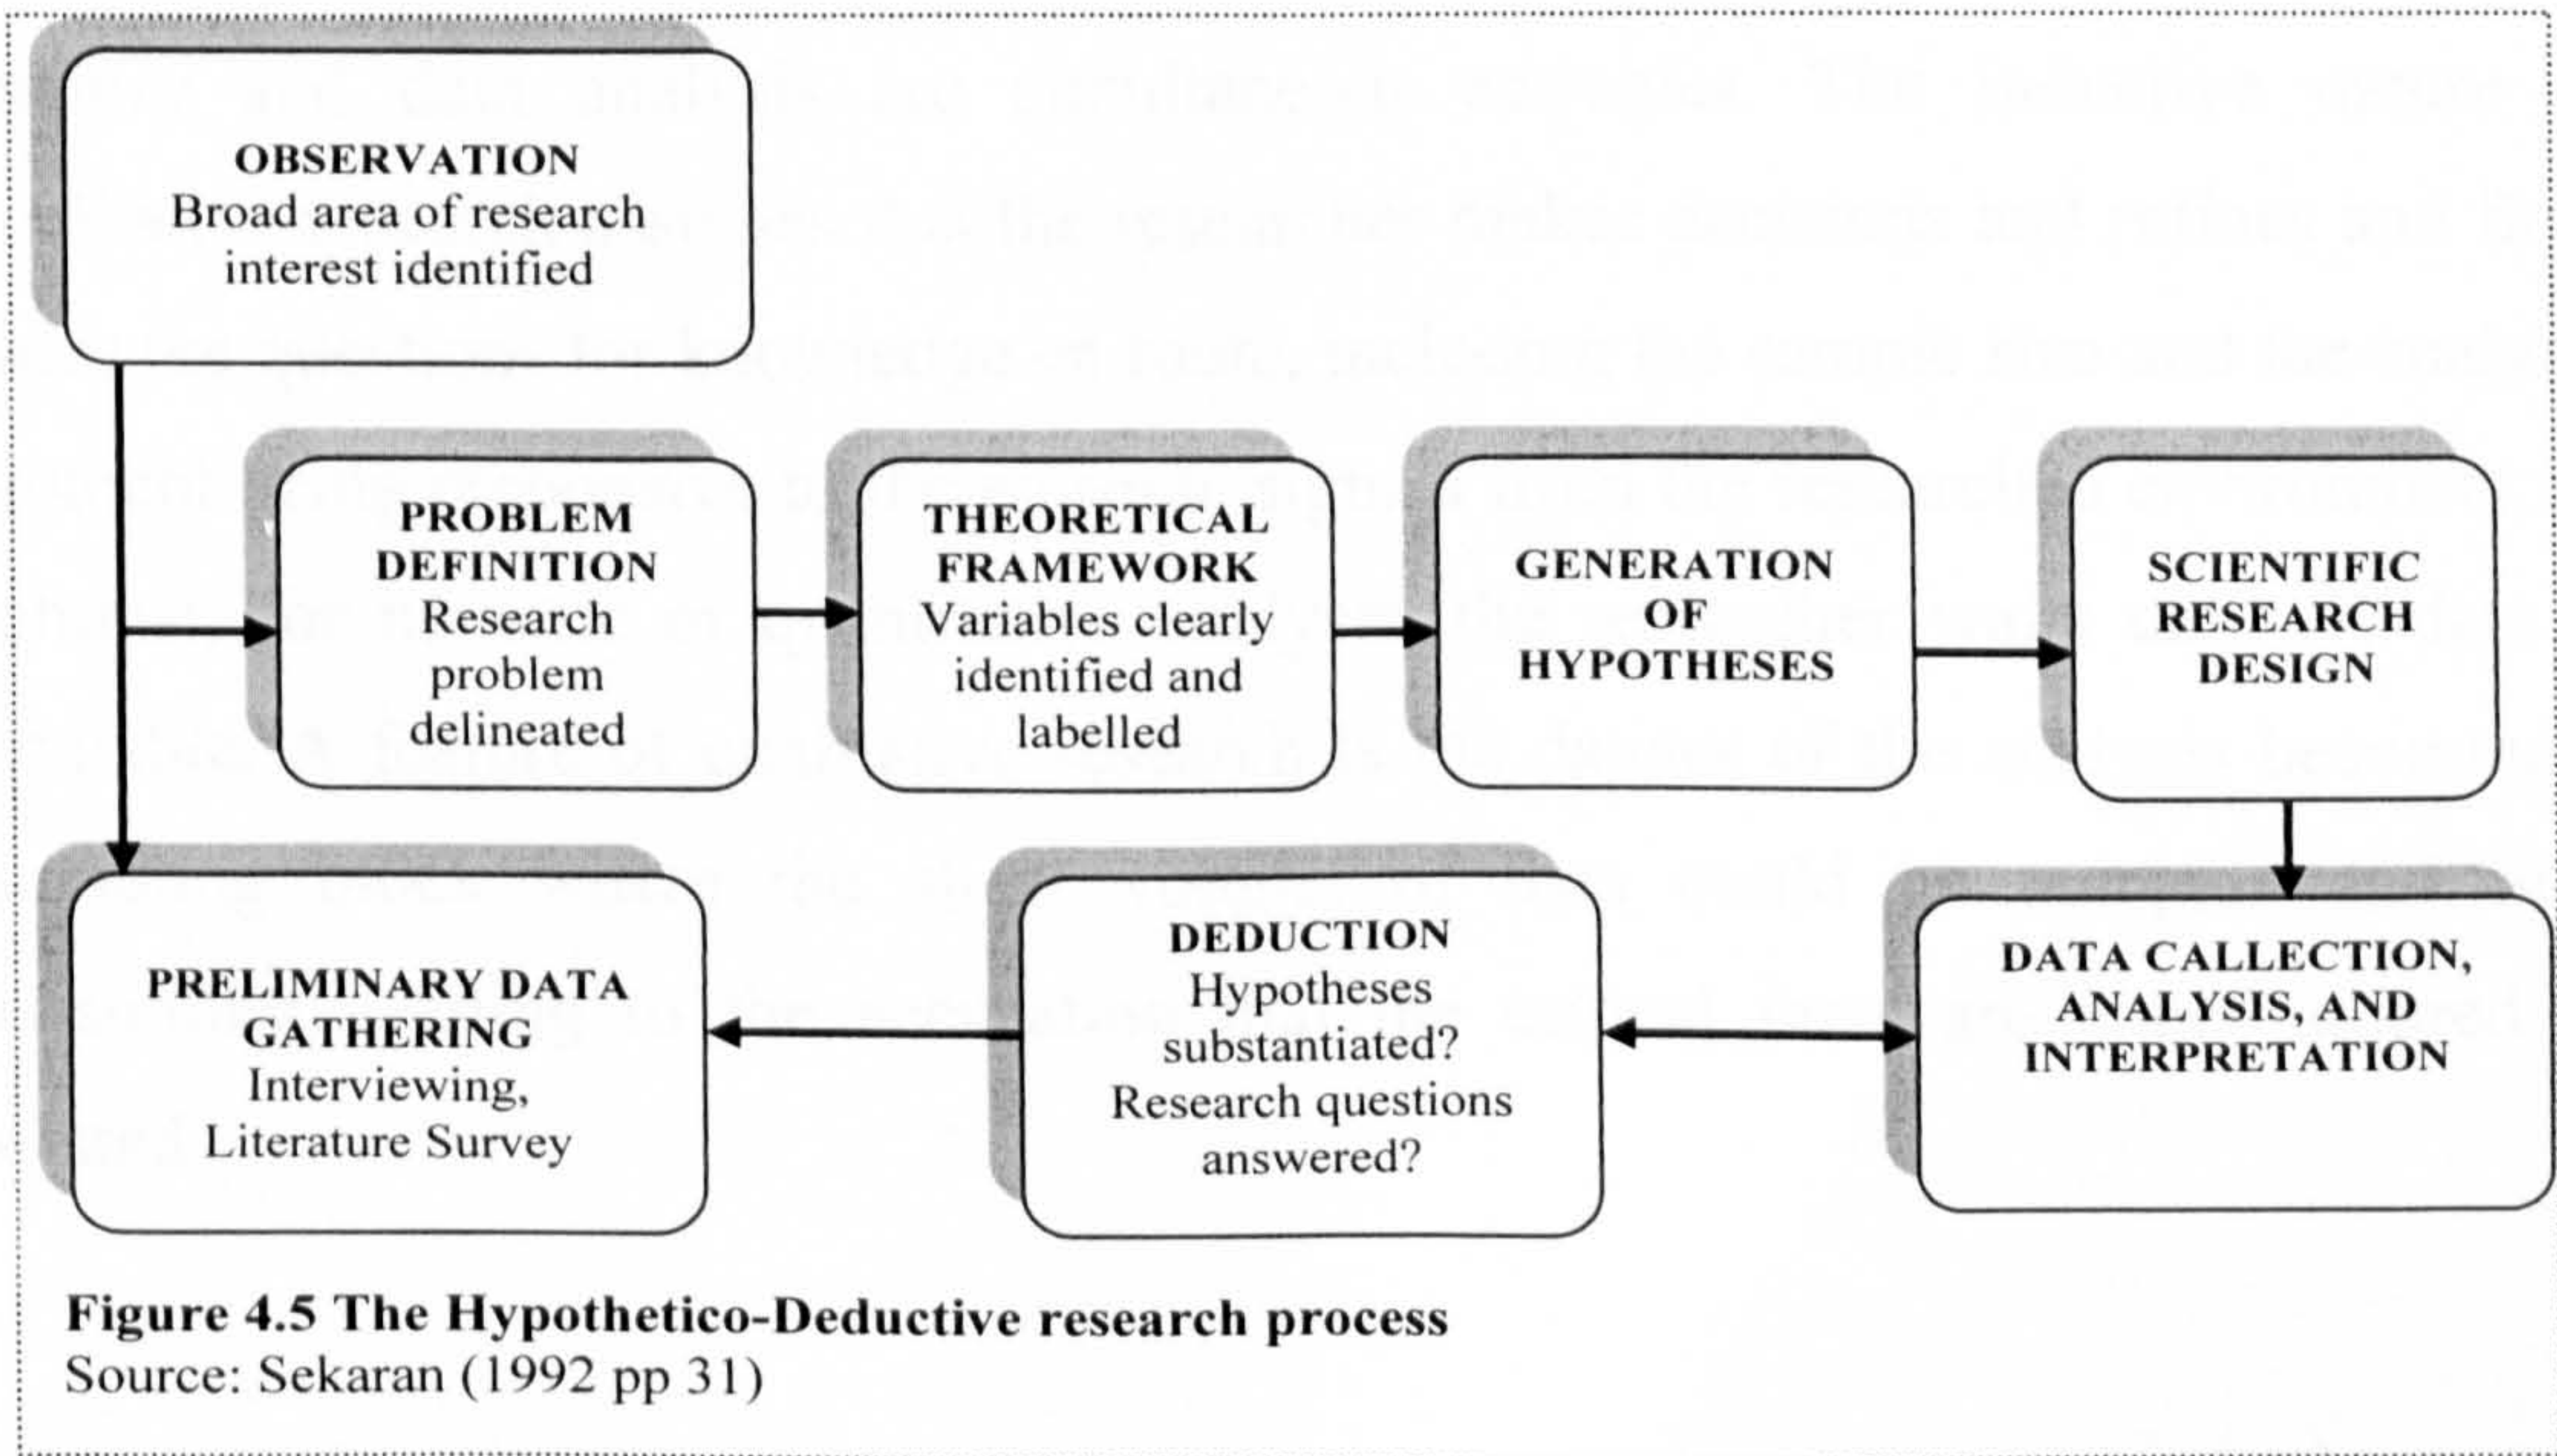 OBSERVATION
Broad area of research
interest identified
PROBLEM
DEFINITION
Research
problem
delineated
THEORETICAL
FRAMEWORK
Variables clearly
identified and
labelled
GENERATION
OF
HYPOTHESES
SCIENTIFIC
RESEARCH
DESIGN
PRELIMINARY DATA
GATHERING
Interviewing,
Literature Survey
DEDUCTION
Hypotheses
substantiated?
Research questions
answered?
DATA CALLECTION,
ANALYSIS, AND
INTERPRETATION
Figure 4.5 The Hypothetico-Deductive research process
Source: Sekaran (1992 pp 31)